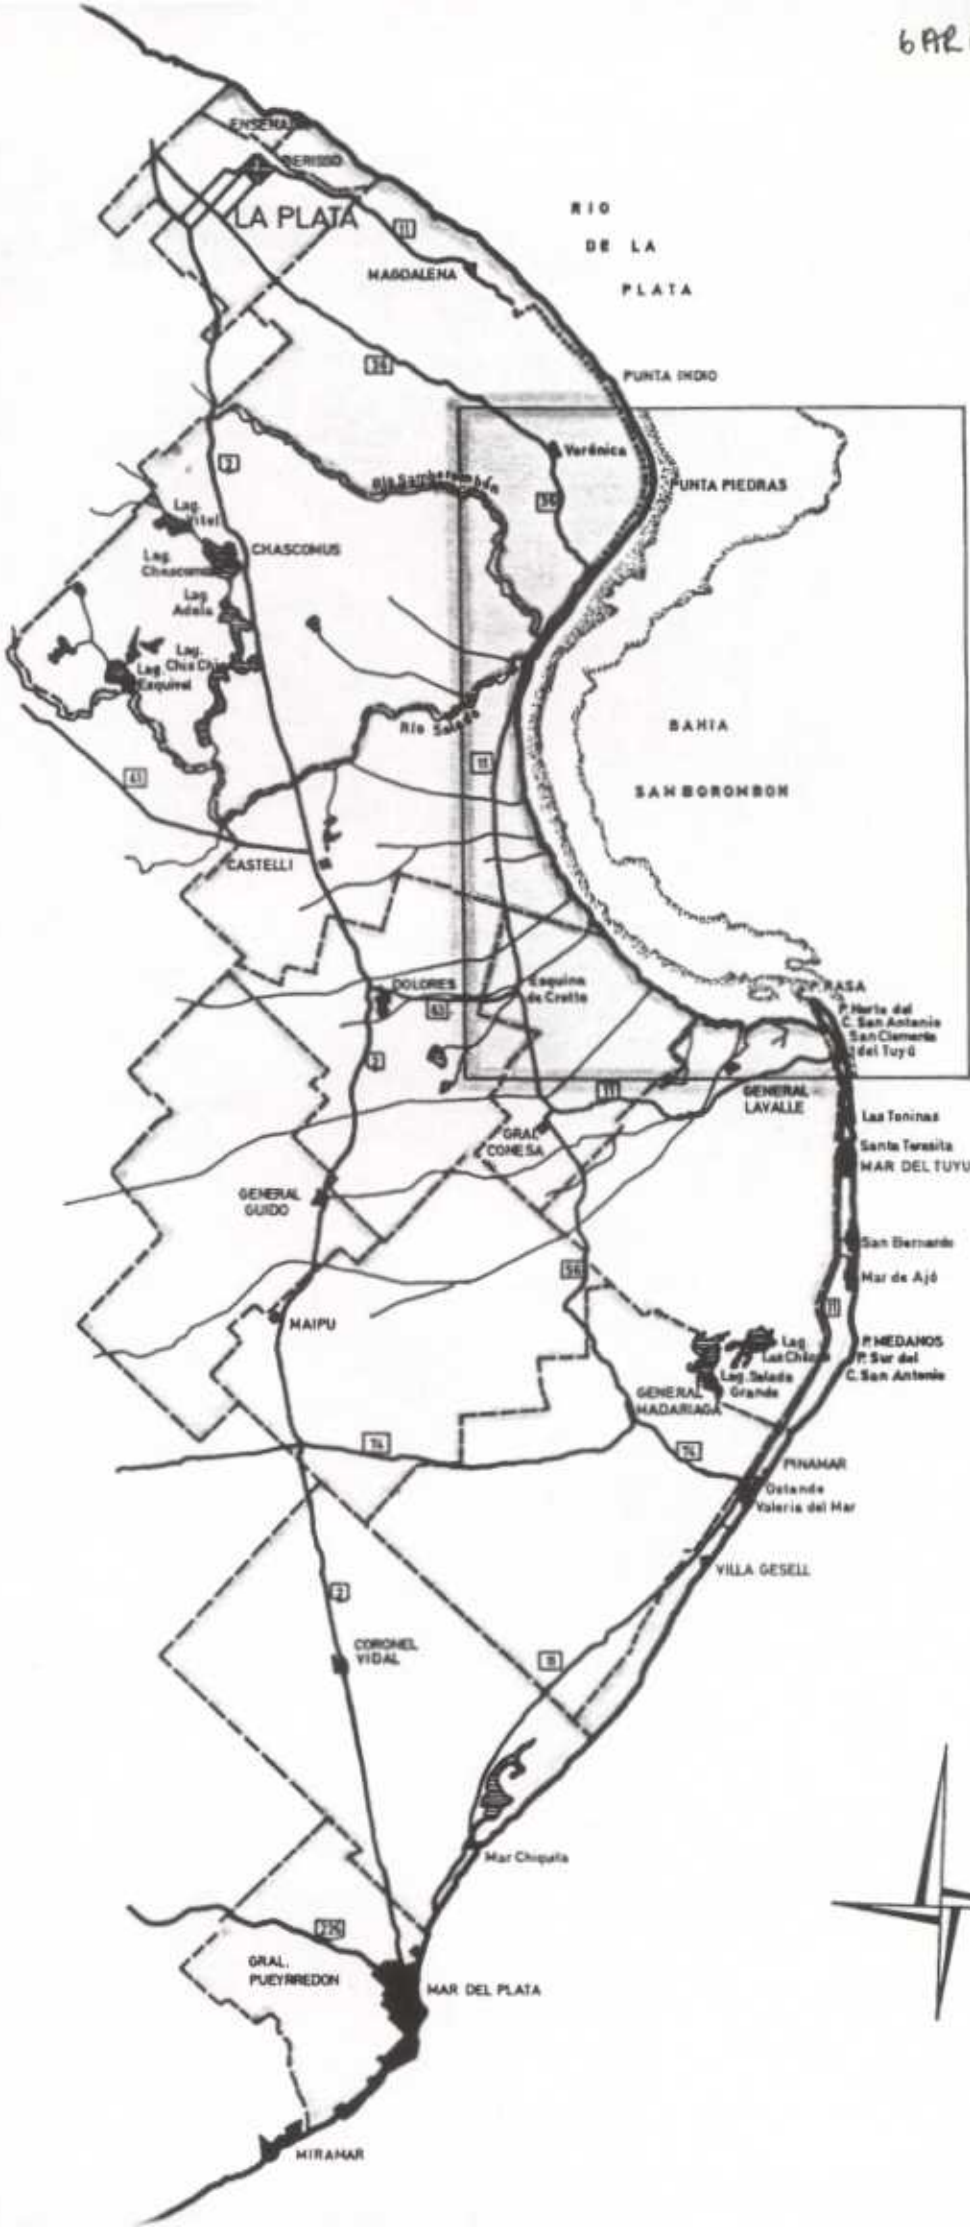 6AR
ENSENADA
BERISSO
LA PLATA
11
RIO
DE LA
PLATA
MAGDALENA
36
PUNTA INDIO
Verónica
2
Río Samborombón
36
PUNTA PIEDRAS
Lag.
Vitel
CHASCOMUS
Lag.
Chascomus
Lag.
Adela
Lag.
Chis Chis
Lag.
Esquivel
Río Salado
BAHIA
11
SAMBOROMBON
41
CASTELLI
DOLORES
Esquina
de Crotto
63
P. RASA
P. Norte del
C. San Antonio
San Clemente
del Tuyú
2
11
GENERAL
LAVALLE
Las Toninas
GRAL
CONESA
Santa Teresita
MAR DEL TUYU
GENERAL
GUIDO
San Bernardo
56
Mar de Ajó
11
MAIPU
Lag.
Las Chilcas
P. MEDANOS
P. Sur del
C. San Antonio
Lag. Salada
Grande
GENERAL
MADARIAGA
74
74
PINAMAR
Ostende
Valeria del Mar
VILLA GESELL
2
CORONEL
VIDAL
11
Mar Chiquita
226
GRAL.
PUEYRREDON
MAR DEL PLATA
MIRAMAR